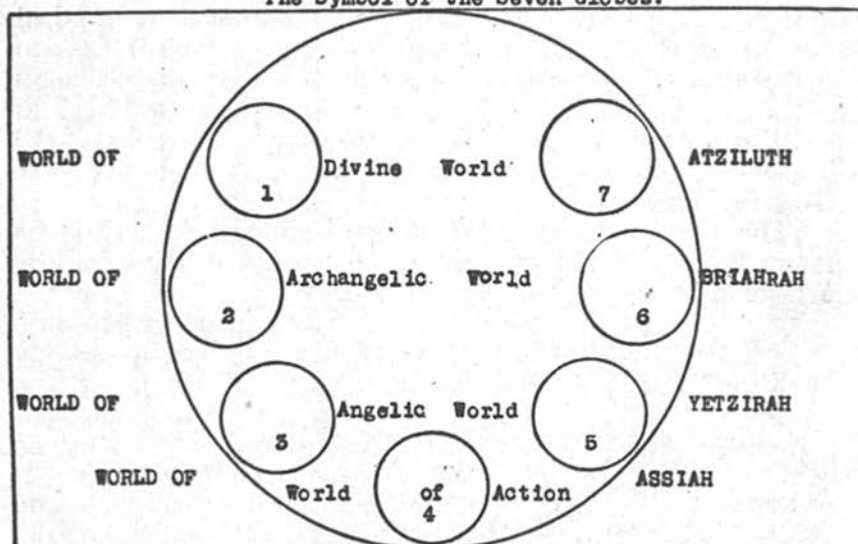 The Symbol of the Seven Globes.
WORLD OF Divine World ATZILUTH
1 7
WORLD OF Archangelic World BRIAHRAH
2 6
WORLD OF Angelic World YETZIRAH
3 5
WORLD OF World of Action ASSIAH
4